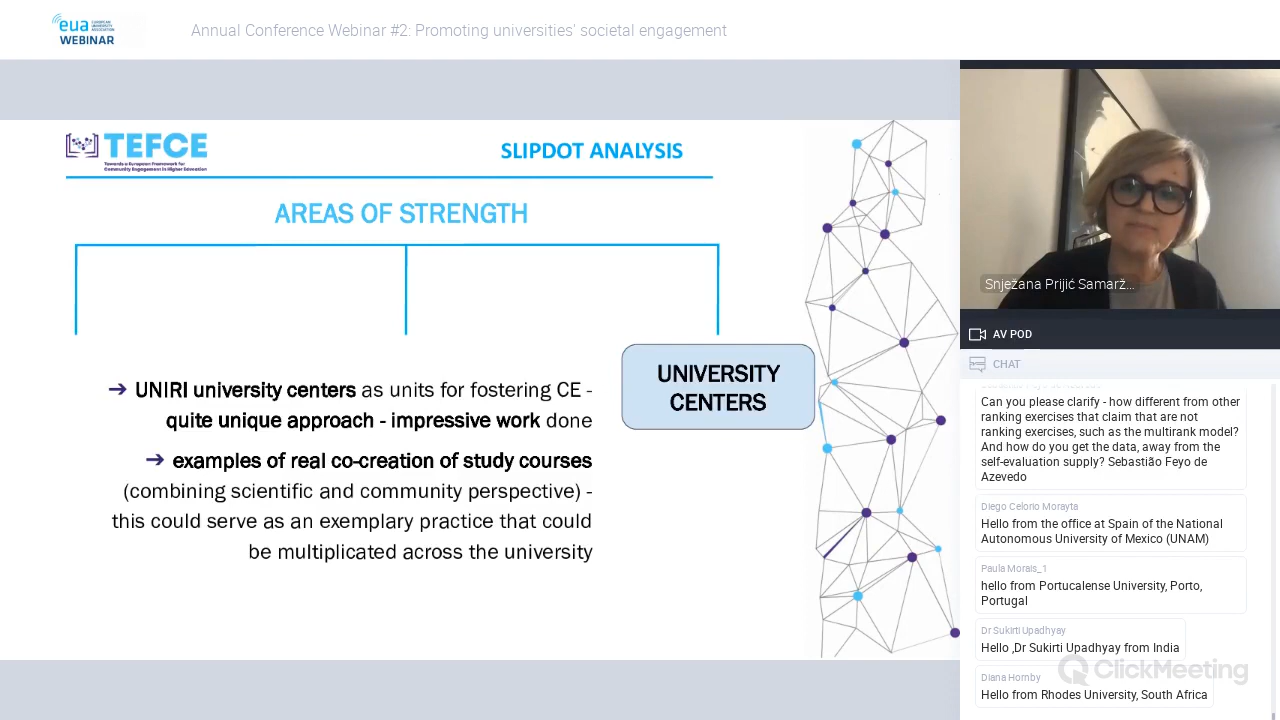 eua
EUROPEAN
UNIVERSITY
ASSOCIATION
WEBINAR
Annual Conference Webinar #2: Promoting universities' societal engagement
TEFCE
Towards a European Framework for
Community Engagement in Higher Education
SLIPDOT ANALYSIS
AREAS OF STRENGTH
UNIVERSITY
CENTERS
➔ UNIRI university centers as units for fostering CE -
quite unique approach - impressive work done
➔ examples of real co-creation of study courses
(combining scientific and community perspective) -
this could serve as an exemplary practice that could
be multiplicated across the university
Snježana Prijić Samarž...
AV POD
CHAT
Can you please clarify - how different from other
ranking exercises that claim that are not
ranking exercises, such as the multirank model?
And how do you get the data, away from the
self-evaluation supply? Sebastião Feyo de
Azevedo
Diego Celorio Morayta
Hello from the office at Spain of the National
Autonomous University of Mexico (UNAM)
Paula Morais_1
hello from Portucalense University, Porto,
Portugal
Dr Sukirti Upadhyay
Hello ,Dr Sukirti Upadhyay from India
Diana Hornby
Hello from Rhodes University, South Africa
ClickMeeting